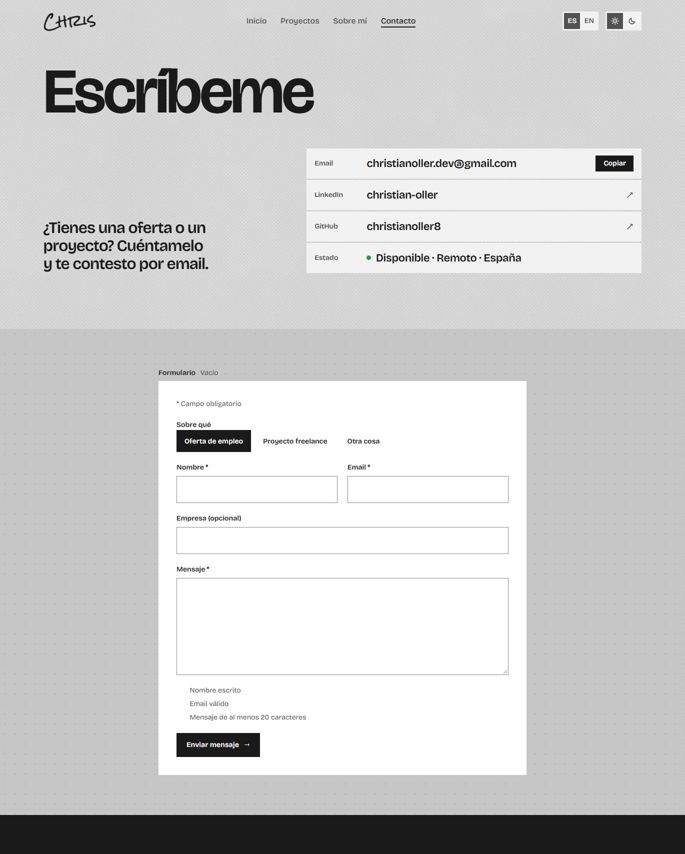 CHRIS
Inicio Proyectos Sobre mí Contacto
ES EN
Escríbeme
¿Tienes una oferta o un
proyecto? Cuéntamelo
y te contesto por email.
Email christianoller.dev@gmail.com Copiar
LinkedIn christian-oller ↗
GitHub christianoller8 ↗
Estado Disponible · Remoto · España
Formulario Vacío
* Campo obligatorio
Sobre qué
Oferta de empleo Proyecto freelance Otra cosa
Nombre * Email *
Empresa (opcional)
Mensaje *
Nombre escrito
Email válido
Mensaje de al menos 20 caracteres
Enviar mensaje →